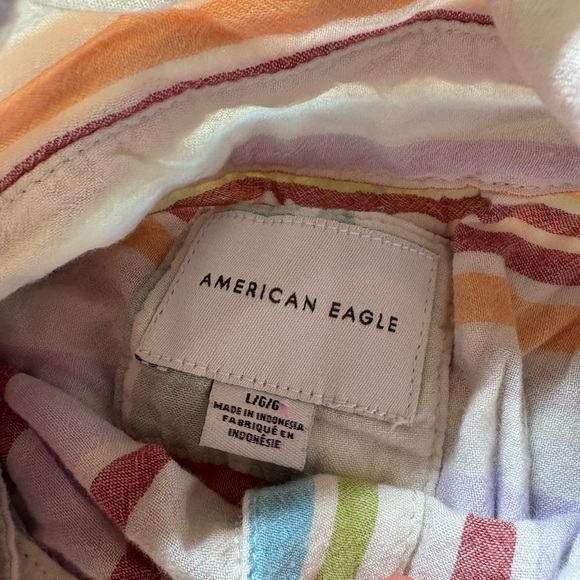 AMERICAN EAGLE
L/G/G
MADE IN INDONESIA
FABRIQUÉ EN
INDONÉSIE